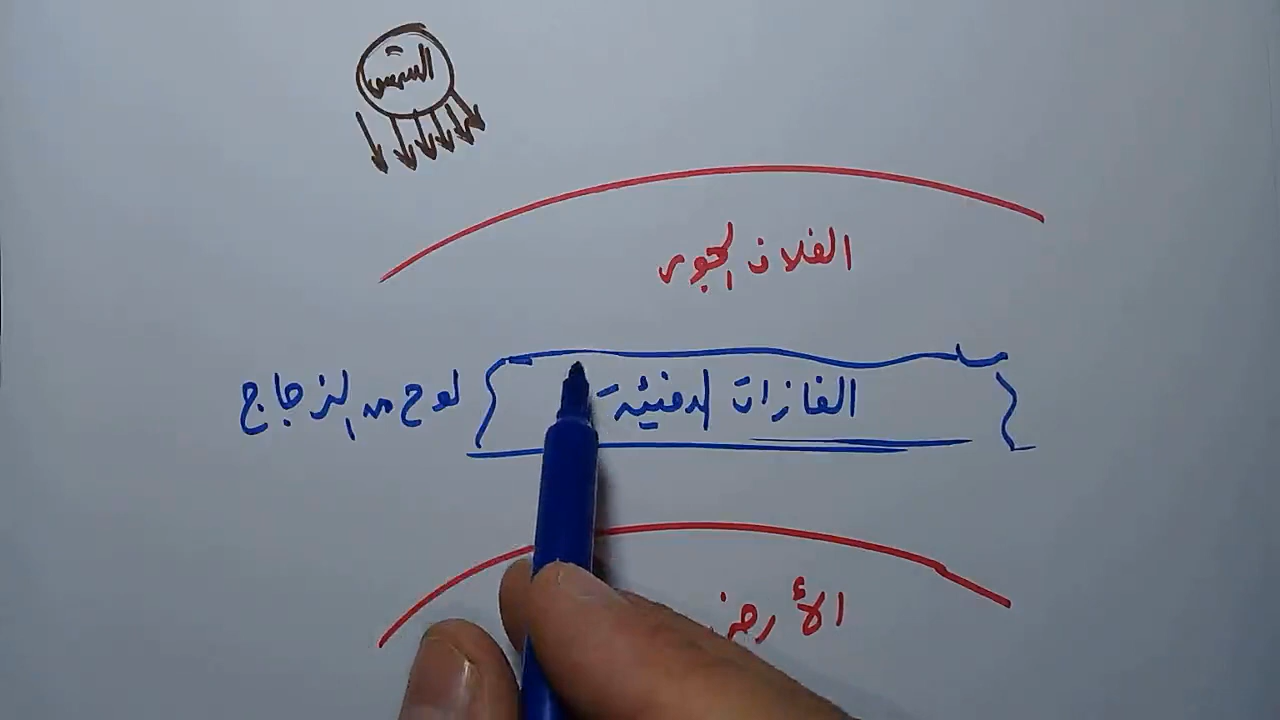 الشمس
الغلاف الجوي
الغازات الدفيئة
لوح من الزجاج
الأرض